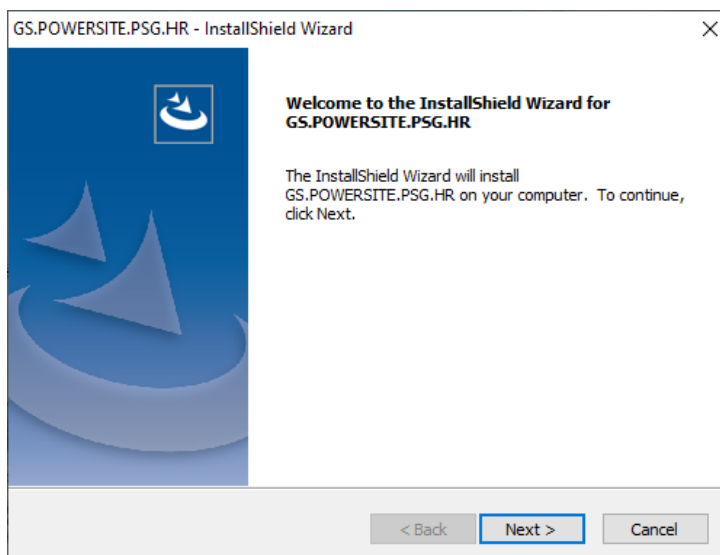 GS.POWERSITE.PSG.HR - InstallShield Wizard
Welcome to the InstallShield Wizard for
GS.POWERSITE.PSG.HR
The InstallShield Wizard will install
GS.POWERSITE.PSG.HR on your computer.  To continue,
click Next.
< Back
Next >
Cancel